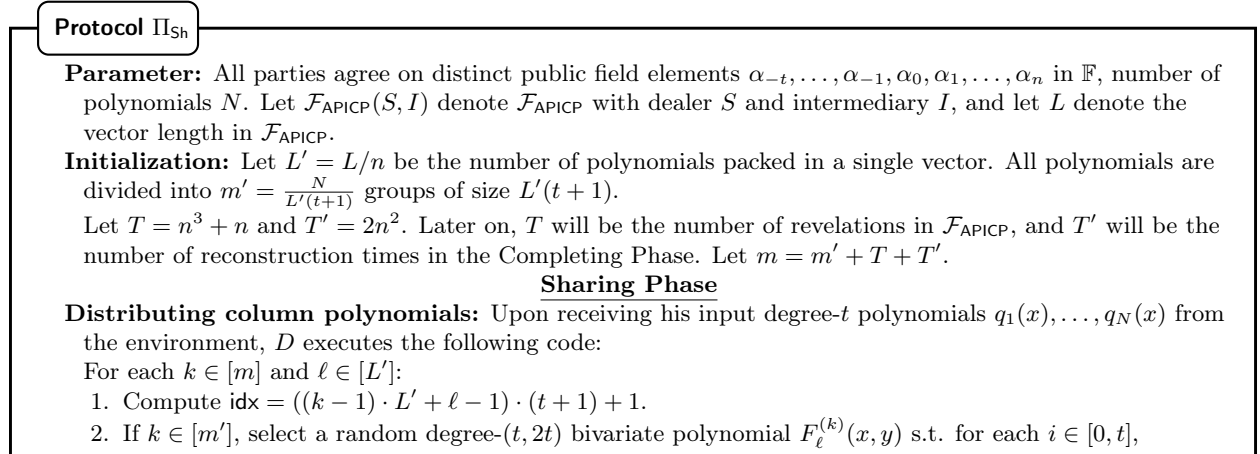 Protocol Π_Sh
Parameter: All parties agree on distinct public field elements α_{−t}, . . . , α_{−1}, α_0, α_1, . . . , α_n in 𝔽, number of
polynomials N. Let ℱ_APICP(S, I) denote ℱ_APICP with dealer S and intermediary I, and let L denote the
vector length in ℱ_APICP.
Initialization: Let L′ = L/n be the number of polynomials packed in a single vector. All polynomials are
divided into m′ = \frac{N}{L′(t+1)} groups of size L′(t + 1).
Let T = n³ + n and T′ = 2n². Later on, T will be the number of revelations in ℱ_APICP, and T′ will be the
number of reconstruction times in the Completing Phase. Let m = m′ + T + T′.
Sharing Phase
Distributing column polynomials: Upon receiving his input degree-t polynomials q_1(x), . . . , q_N(x) from
the environment, D executes the following code:
For each k ∈ [m] and ℓ ∈ [L′]:
1. Compute idx = ((k − 1) · L′ + ℓ − 1) · (t + 1) + 1.
2. If k ∈ [m′], select a random degree-(t, 2t) bivariate polynomial F_ℓ^{(k)}(x, y) s.t. for each i ∈ [0, t],